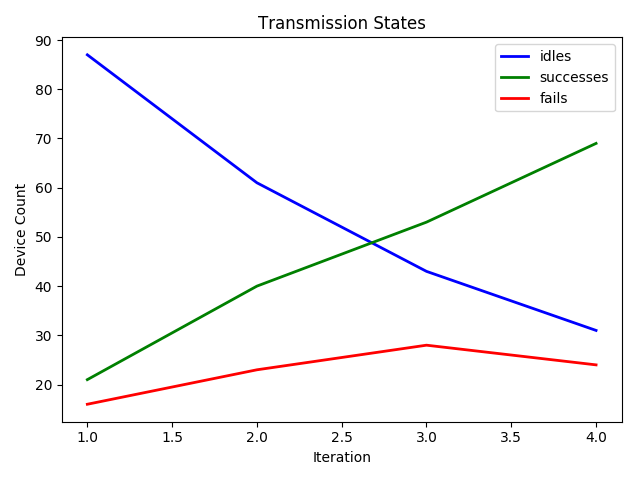 Transmission States
idles
successes
fails
Device Count
90
80
70
60
50
40
30
20
1.0 1.5 2.0 2.5 3.0 3.5 4.0
Iteration